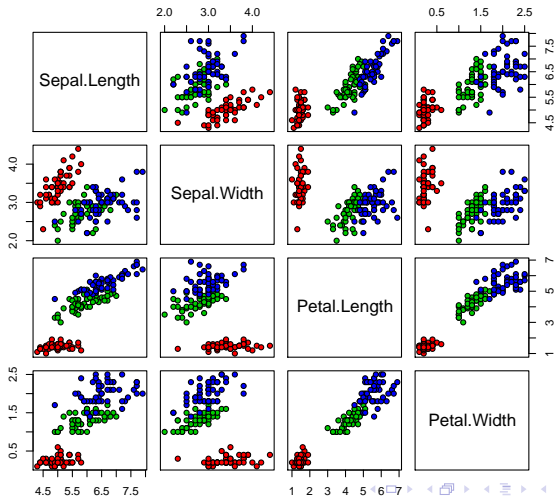 2.0 3.0 4.0 0.5 1.5 2.5
Sepal.Length
4.5 5.5 6.5 7.5
2.0 3.0 4.0
Sepal.Width
Petal.Length
1 3 5 7
0.5 1.5 2.5
Petal.Width
4.5 5.5 6.5 7.5 1 2 3 4 5 6 7